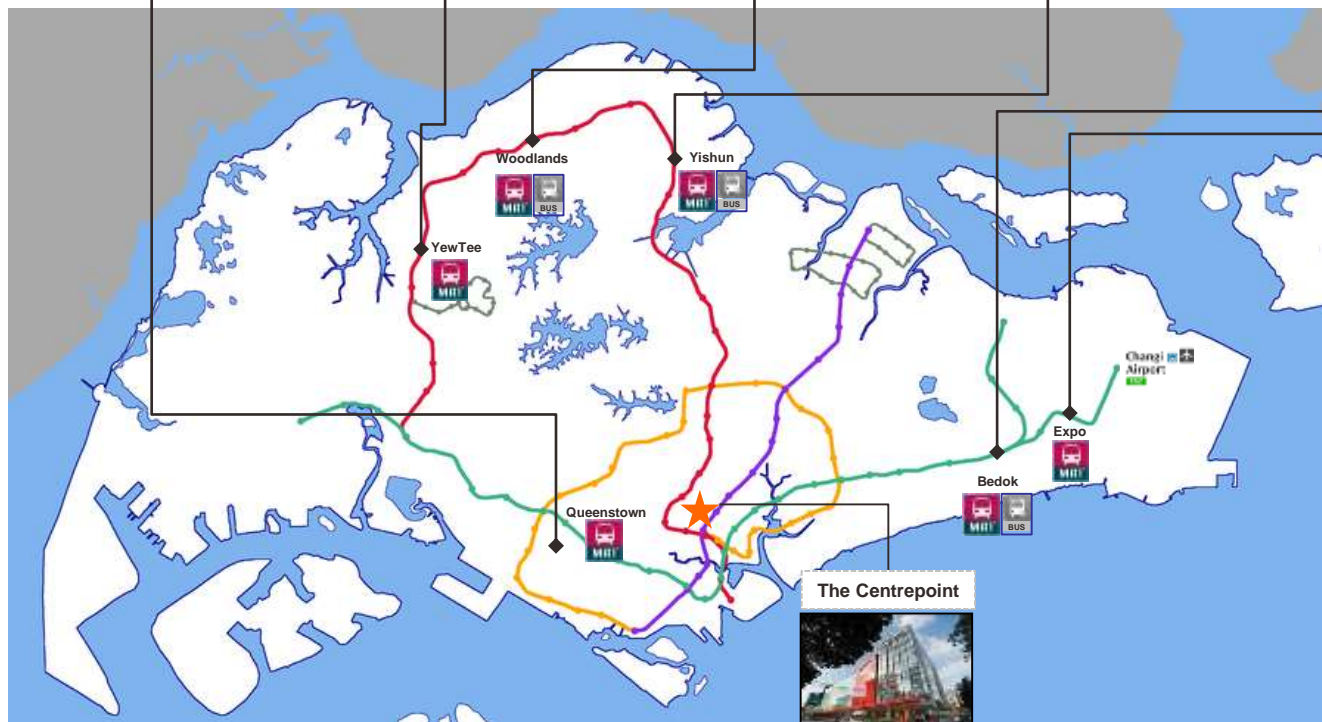 Woodlands
MRT
BUS
Yishun
MRT
BUS
YewTee
MRT
Changi
Airport
Expo
MRT
Bedok
MRT
BUS
Queenstown
MRT
The Centrepoint